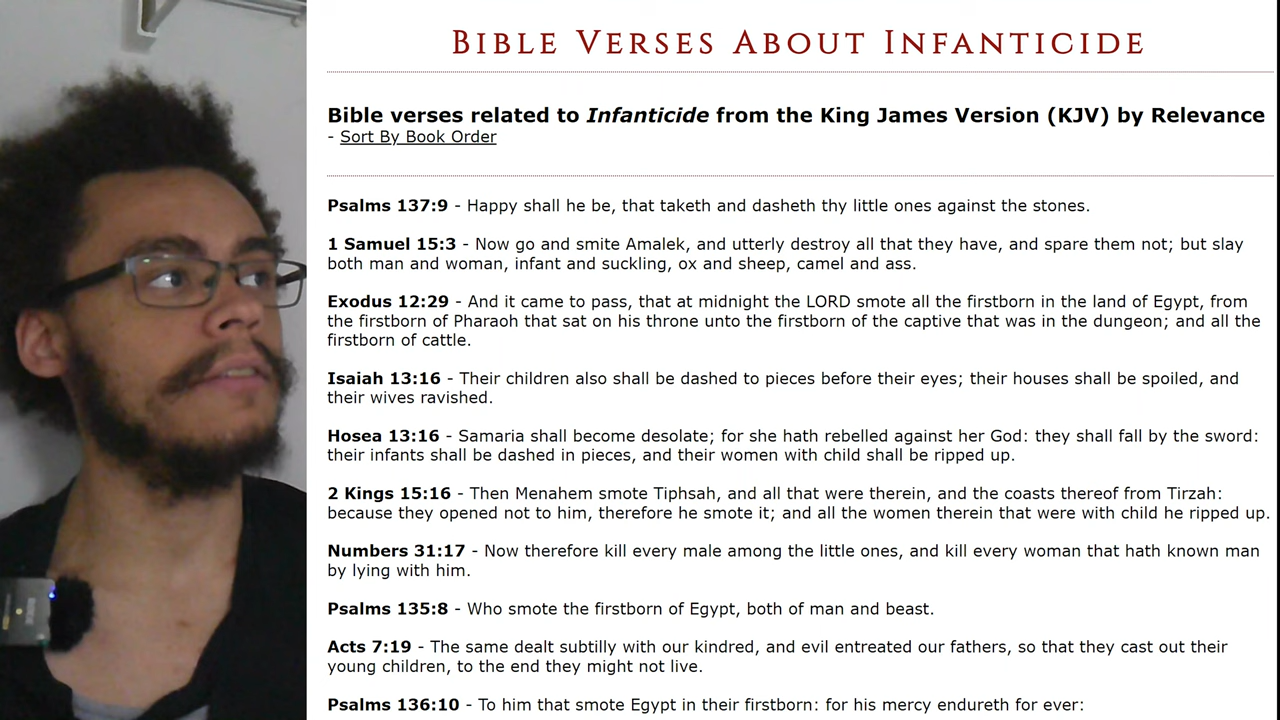 BIBLE VERSES ABOUT INFANTICIDE
Bible verses related to Infanticide from the King James Version (KJV) by Relevance
- Sort By Book Order
Psalms 137:9 - Happy shall he be, that taketh and dasheth thy little ones against the stones.
1 Samuel 15:3 - Now go and smite Amalek, and utterly destroy all that they have, and spare them not; but slay
both man and woman, infant and suckling, ox and sheep, camel and ass.
Exodus 12:29 - And it came to pass, that at midnight the LORD smote all the firstborn in the land of Egypt, from
the firstborn of Pharaoh that sat on his throne unto the firstborn of the captive that was in the dungeon; and all the
firstborn of cattle.
Isaiah 13:16 - Their children also shall be dashed to pieces before their eyes; their houses shall be spoiled, and
their wives ravished.
Hosea 13:16 - Samaria shall become desolate; for she hath rebelled against her God: they shall fall by the sword:
their infants shall be dashed in pieces, and their women with child shall be ripped up.
2 Kings 15:16 - Then Menahem smote Tiphsah, and all that were therein, and the coasts thereof from Tirzah:
because they opened not to him, therefore he smote it; and all the women therein that were with child he ripped up.
Numbers 31:17 - Now therefore kill every male among the little ones, and kill every woman that hath known man
by lying with him.
Psalms 135:8 - Who smote the firstborn of Egypt, both of man and beast.
Acts 7:19 - The same dealt subtilly with our kindred, and evil entreated our fathers, so that they cast out their
young children, to the end they might not live.
Psalms 136:10 - To him that smote Egypt in their firstborn: for his mercy endureth for ever: